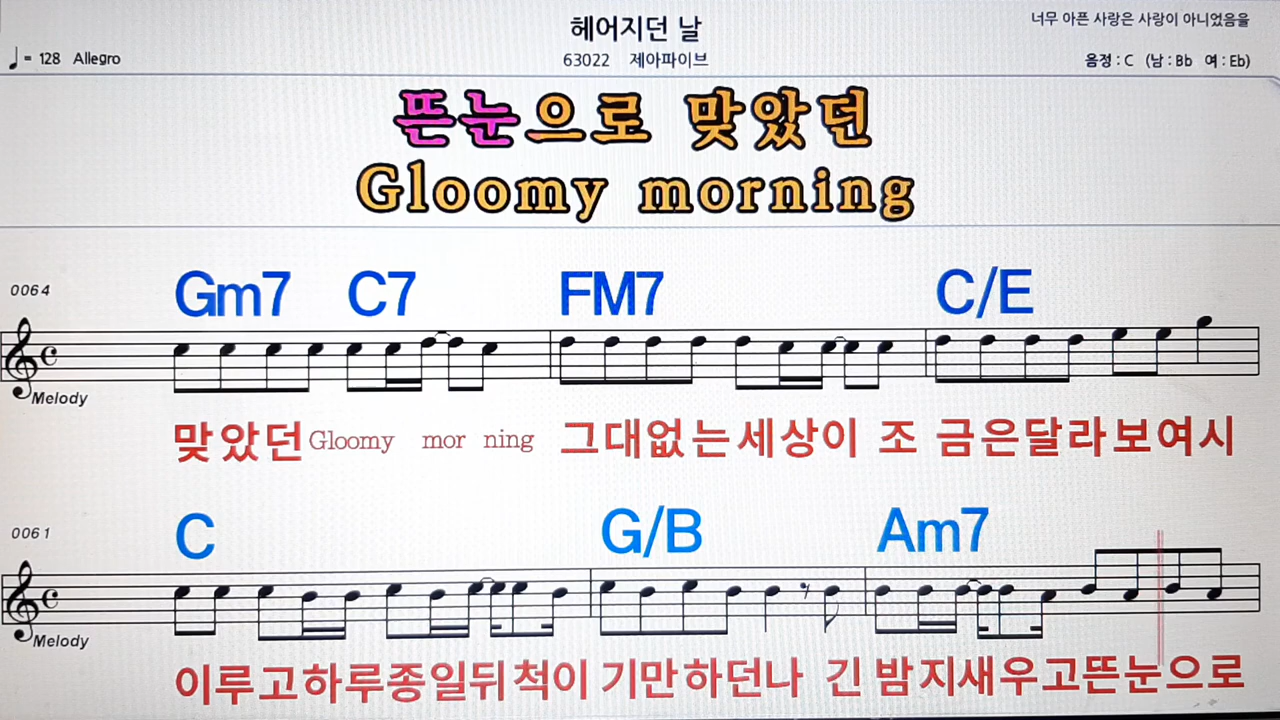 헤어지던 날
너무 아픈 사랑은 사랑이 아니었음을
♩= 128 Allegro
63022 제아파이브
음정 : C (남 : Bb 여 : Eb)
뜬눈으로 맞았던
Gloomy morning
0064
Gm7 C7 FM7 C/E
Melody
맞았던 Gloomy mor ning 그대없는세상이 조 금은달라보여시
0061
C G/B Am7
Melody
이루고하루종일뒤척이 기만하던나 긴 밤지새우고뜬눈으로